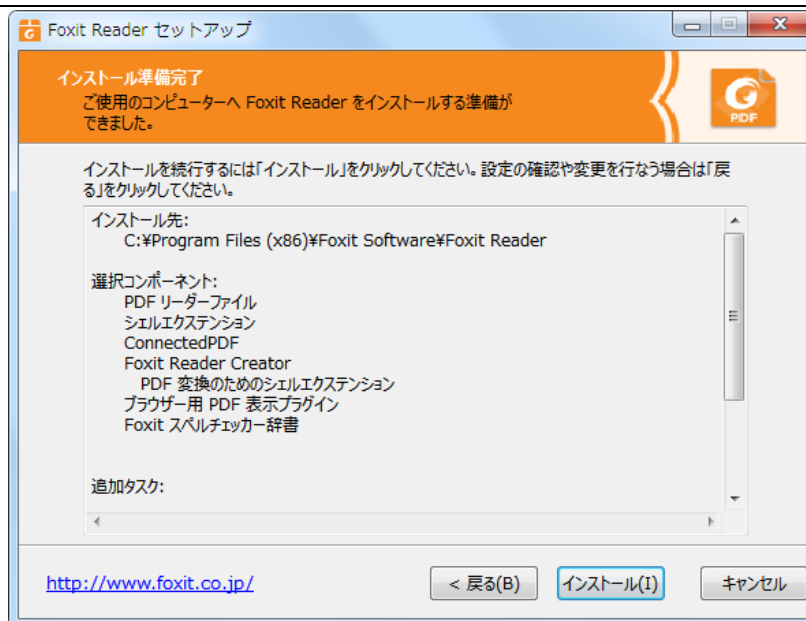 Foxit Reader セットアップ
インストール準備完了
ご使用のコンピューターへ Foxit Reader をインストールする準備が
できました。
PDF
インストールを続行するには「インストール」をクリックしてください。設定の確認や変更を行なう場合は「戻
る」をクリックしてください。
インストール先:
C:¥Program Files (x86)¥Foxit Software¥Foxit Reader
選択コンポーネント:
PDF リーダーファイル
シェルエクステンション
ConnectedPDF
Foxit Reader Creator
PDF 変換のためのシェルエクステンション
ブラウザー用 PDF 表示プラグイン
Foxit スペルチェッカー辞書
追加タスク:
http://www.foxit.co.jp/
< 戻る(B)
インストール(I)
キャンセル